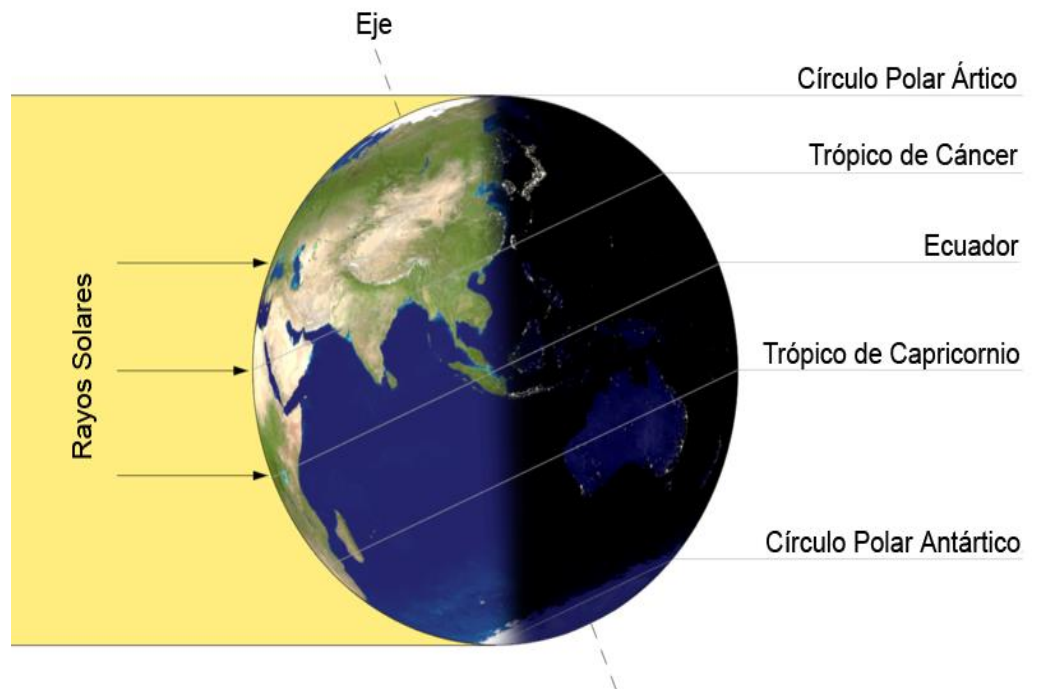 Eje
Círculo Polar Ártico
Trópico de Cáncer
Ecuador
Trópico de Capricornio
Círculo Polar Antártico
Rayos Solares